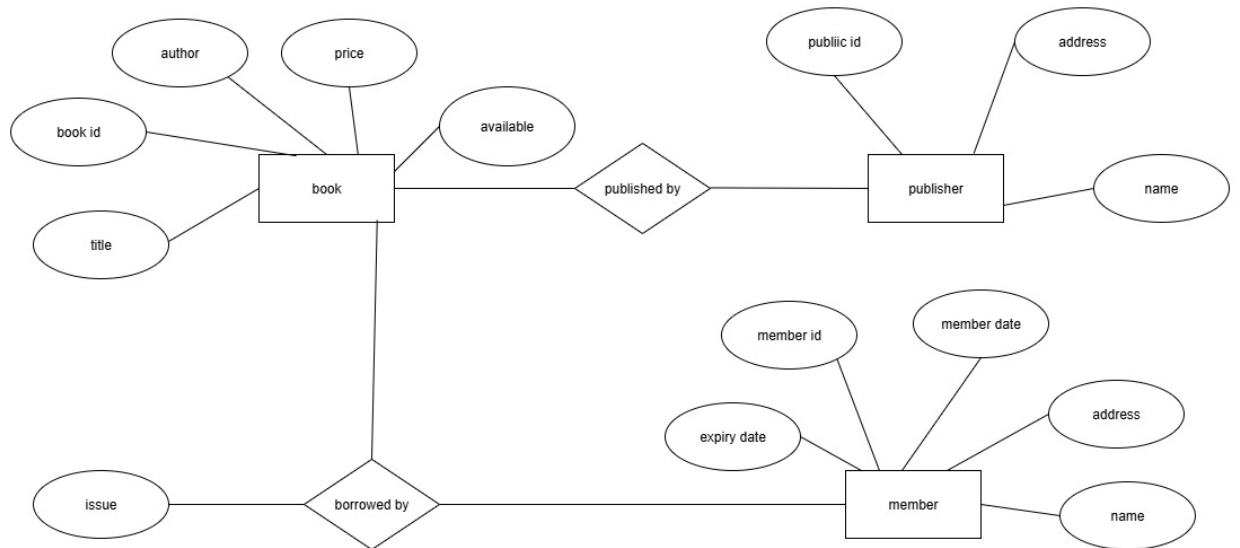 publiic id
address
author
price
available
book id
book
published by
publisher
name
title
member date
member id
address
expiry date
issue
borrowed by
member
name